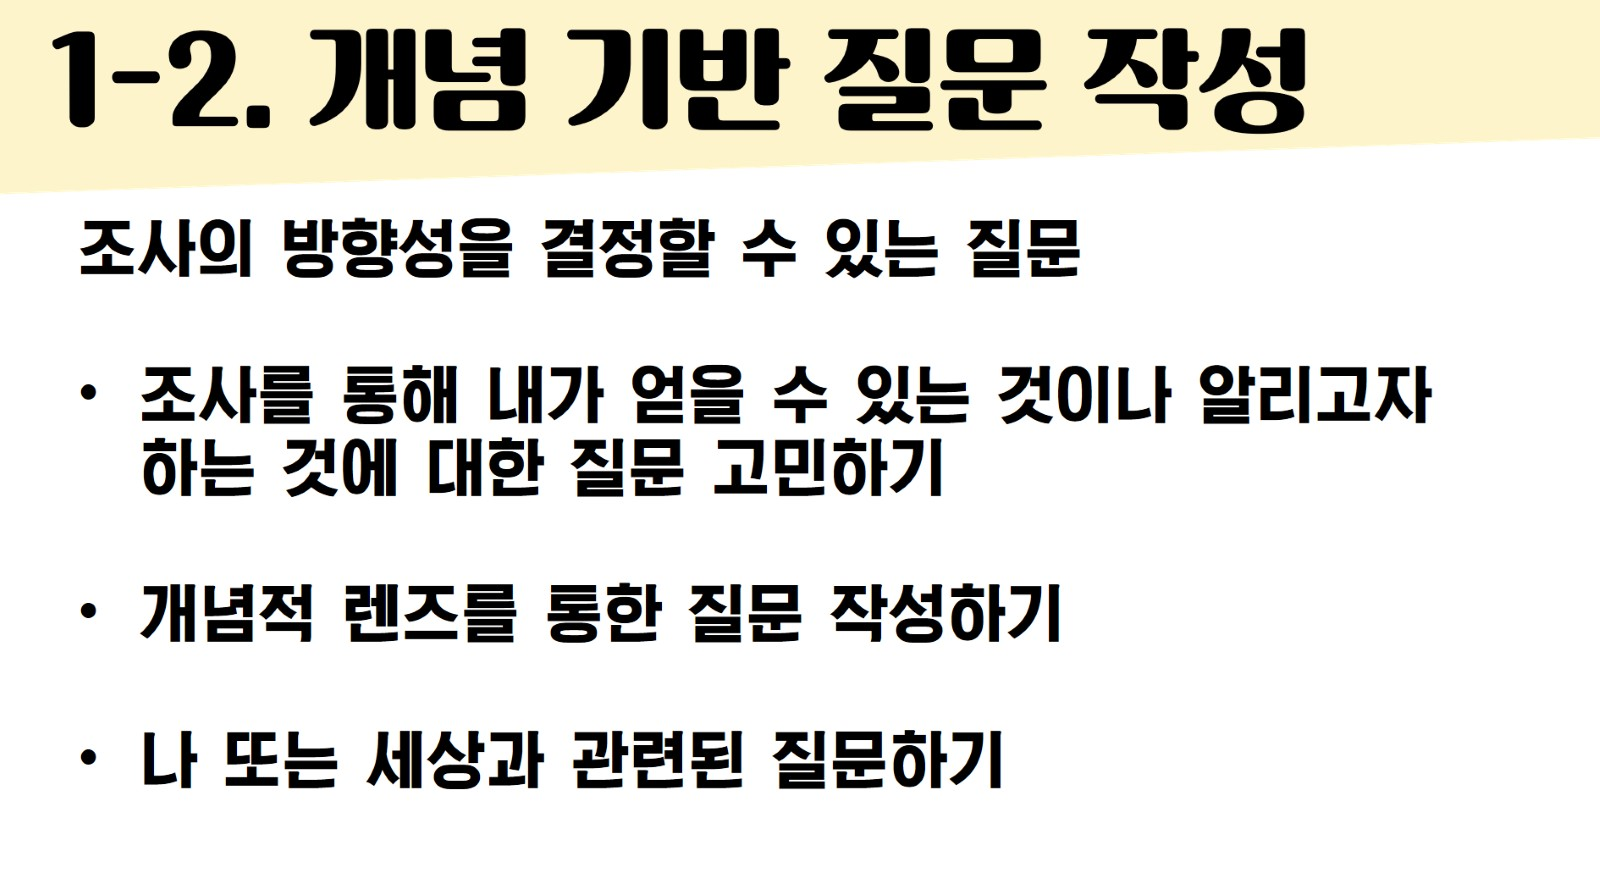 1-2. 개념 기반 질문 작성
조사의 방향성을 결정할 수 있는 질문
• 조사를 통해 내가 얻을 수 있는 것이나 알리고자
하는 것에 대한 질문 고민하기
• 개념적 렌즈를 통한 질문 작성하기
• 나 또는 세상과 관련된 질문하기